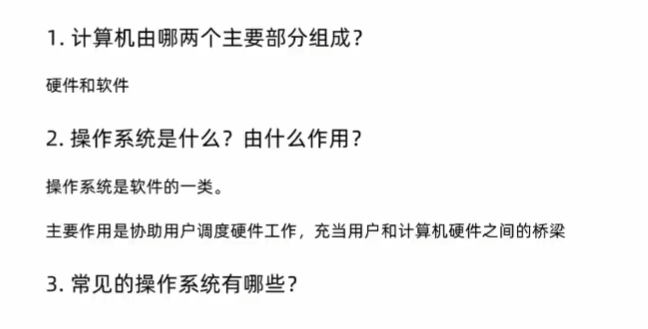 1. 计算机由哪两个主要部分组成？
硬件和软件
2. 操作系统是什么？由什么作用？
操作系统是软件的一类。
主要作用是协助用户调度硬件工作，充当用户和计算机硬件之间的桥梁
3. 常见的操作系统有哪些？